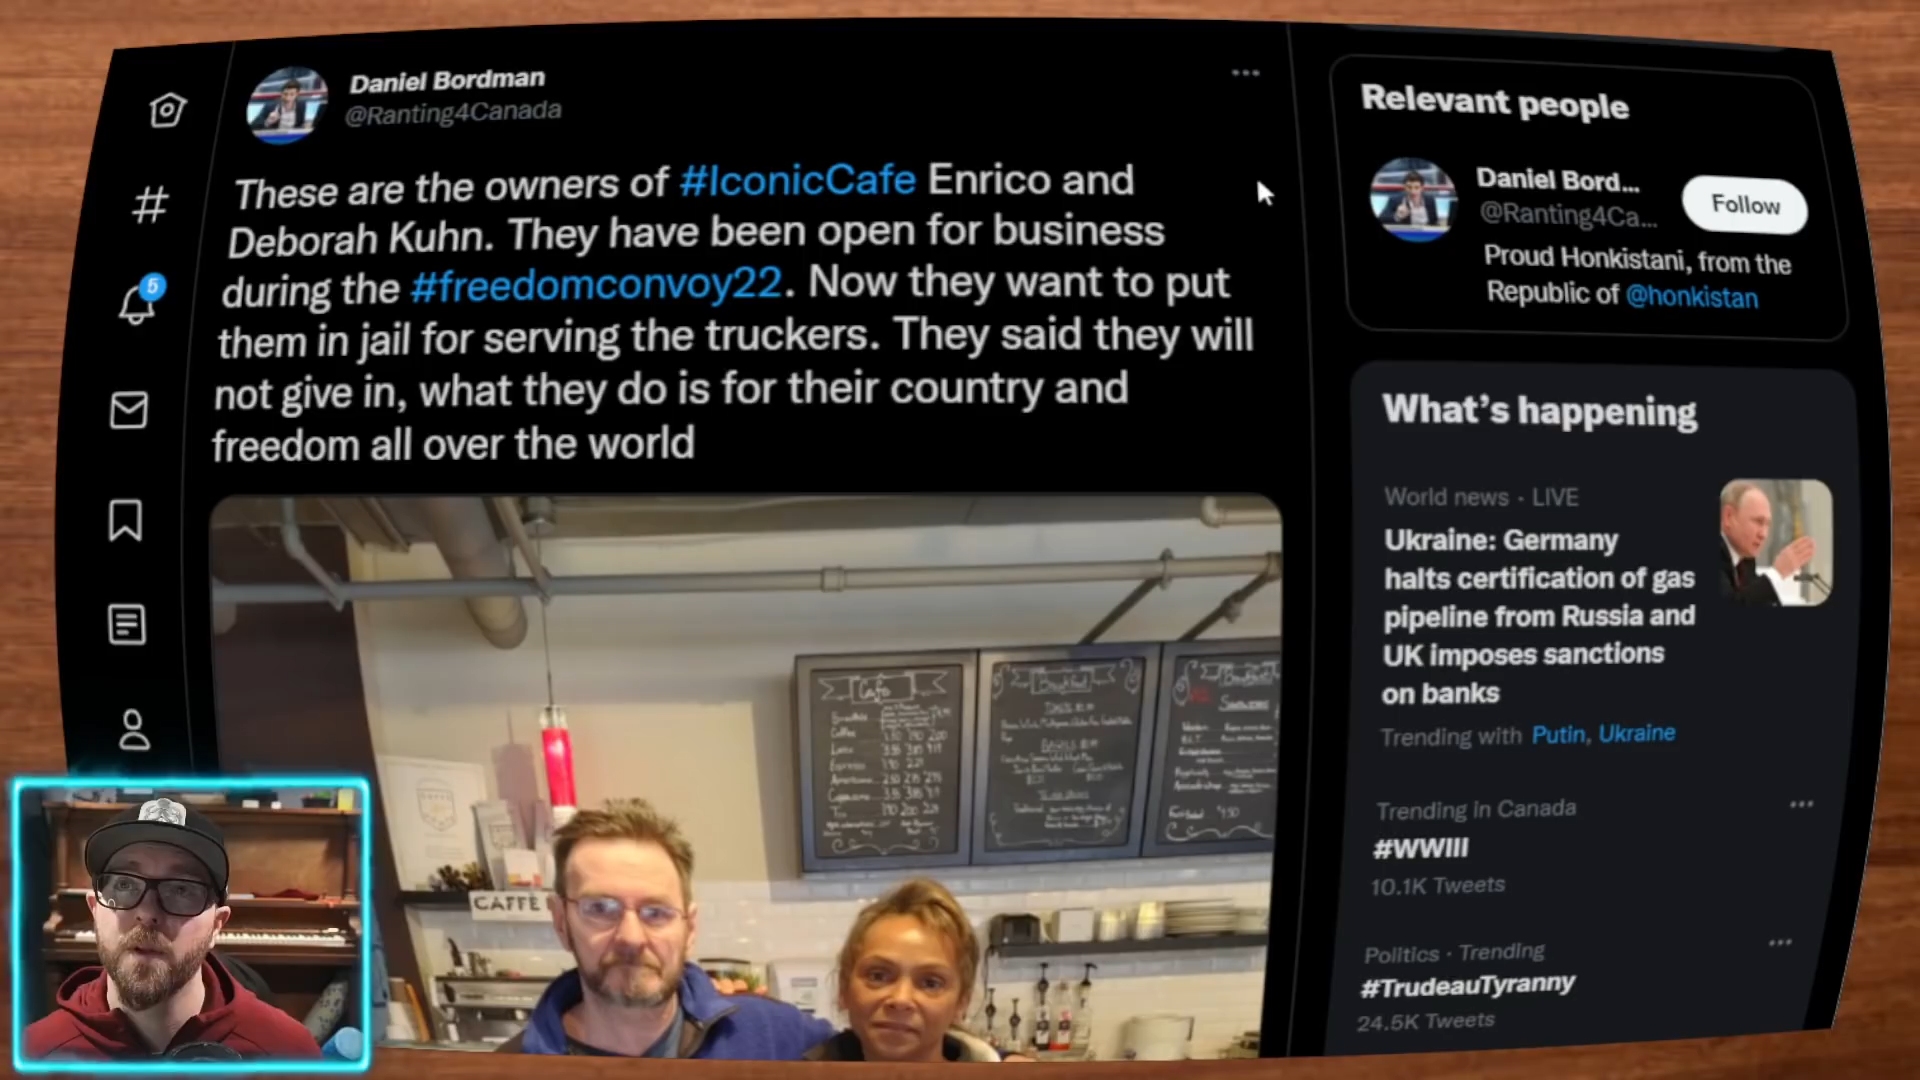 Daniel Bordman
@Ranting4Canada
These are the owners of #IconicCafe Enrico and
Deborah Kuhn. They have been open for business
during the #freedomconvoy22. Now they want to put
them in jail for serving the truckers. They said they will
not give in, what they do is for their country and
freedom all over the world
5
Cafe
Breakfast
CAFFÈ
Relevant people
Daniel Bord...
@Ranting4Ca...
Follow
Proud Honkistani, from the
Republic of @honkistan
What's happening
World news · LIVE
Ukraine: Germany
halts certification of gas
pipeline from Russia and
UK imposes sanctions
on banks
Trending with Putin, Ukraine
Trending in Canada
#WWIII
10.1K Tweets
Politics · Trending
#TrudeauTyranny
24.5K Tweets